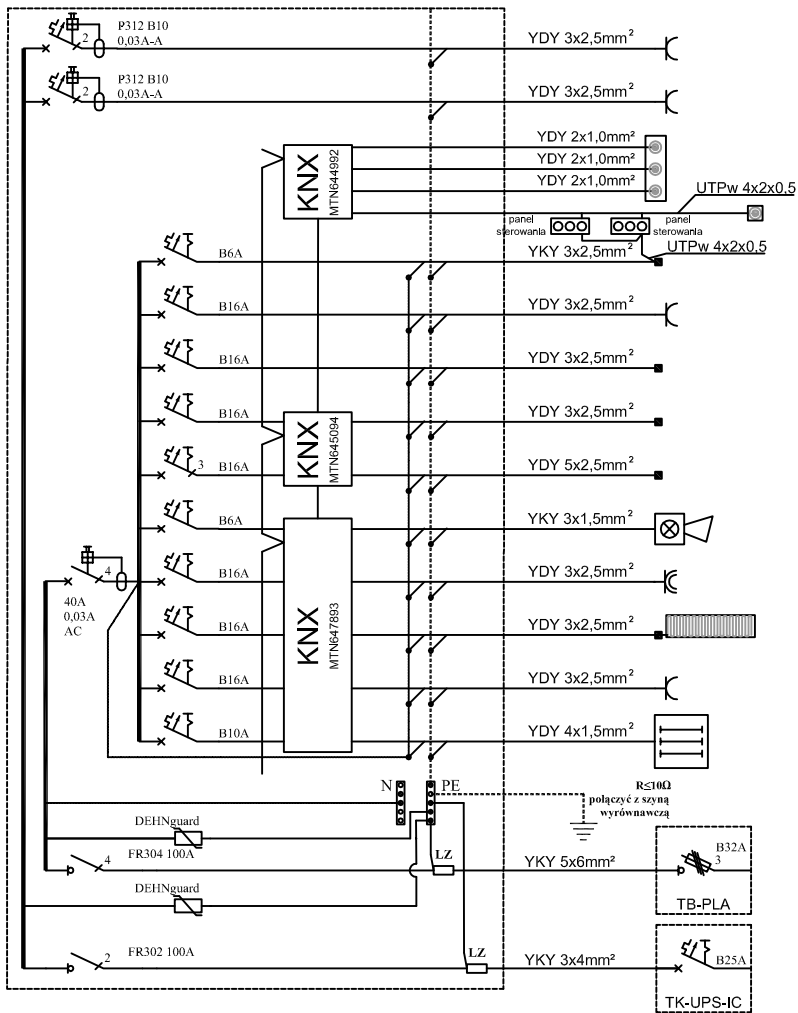 P312 B10
0,03A-A
2
YDY 3x2,5mm²
P312 B10
0,03A-A
2
YDY 3x2,5mm²
KNX
MTN644992
YDY 2x1,0mm²
YDY 2x1,0mm²
YDY 2x1,0mm²
UTPw 4x2x0,5
panel
sterowania
panel
sterowania
UTPw 4x2x0,5
B6A
YKY 3x2,5mm²
B16A
YDY 3x2,5mm²
B16A
YDY 3x2,5mm²
B16A
KNX
MTN645094
YDY 3x2,5mm²
3
B16A
YDY 5x2,5mm²
B6A
YKY 3x1,5mm²
4
40A
0,03A
AC
B16A
KNX
MTN647893
YDY 3x2,5mm²
B16A
YDY 3x2,5mm²
B16A
YDY 3x2,5mm²
B10A
YDY 4x1,5mm²
N
PE
R≤10Ω
połączyć z szyną
wyrównawczą
DEHNguard
4
FR304 100A
LZ
YKY 5x6mm²
B32A
3
TB-PLA
DEHNguard
2
FR302 100A
LZ
YKY 3x4mm²
B25A
TK-UPS-IC